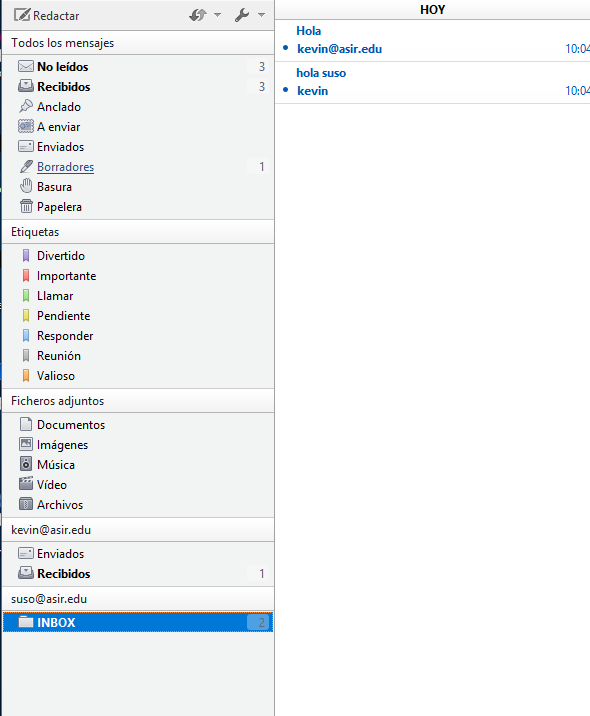 Redactar
Todos los mensajes
No leídos 3
Recibidos 3
Anclado
A enviar
Enviados
Borradores 1
Basura
Papelera
Etiquetas
Divertido
Importante
Llamar
Pendiente
Responder
Reunión
Valioso
Ficheros adjuntos
Documentos
Imágenes
Música
Vídeo
Archivos
kevin@asir.edu
Enviados
Recibidos 1
suso@asir.edu
INBOX 2
HOY
Hola
kevin@asir.edu 10:04
hola suso
kevin 10:04